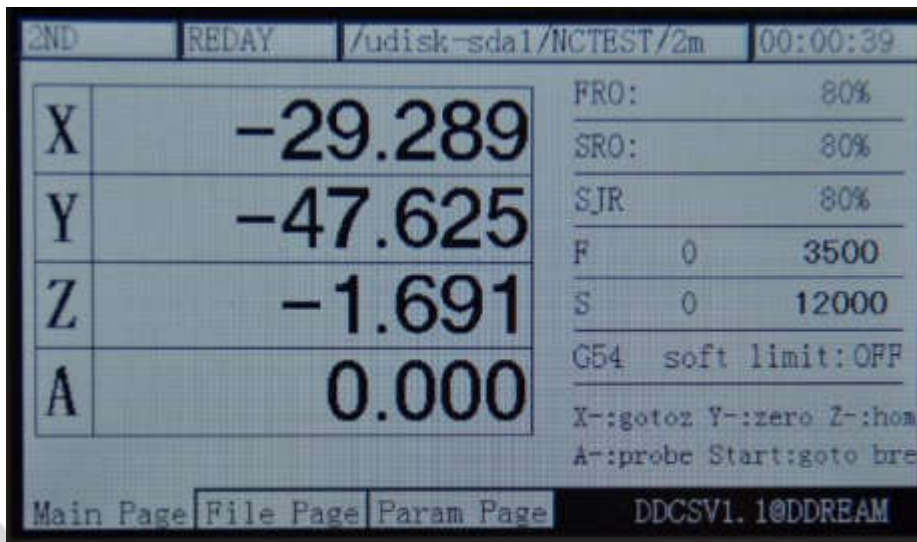 2ND REDAY /udisk-sda1/NCTEST/2m 00:00:39
X -29.289
Y -47.625
Z -1.691
A 0.000
FRO: 80%
SRO: 80%
SJR 80%
F 0 3500
S 0 12000
G54 soft limit:OFF
X-:gotoz Y-:zero Z-:hom
A-:probe Start:goto bre
Main Page File Page Param Page DDCSV1.1@DDREAM